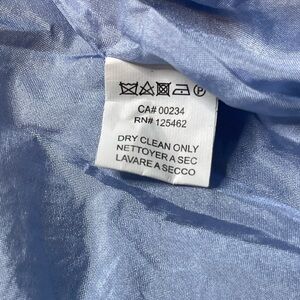 CA# 00234
RN# 125462
DRY CLEAN ONLY
NETTOYER A SEC
LAVARE A SECCO